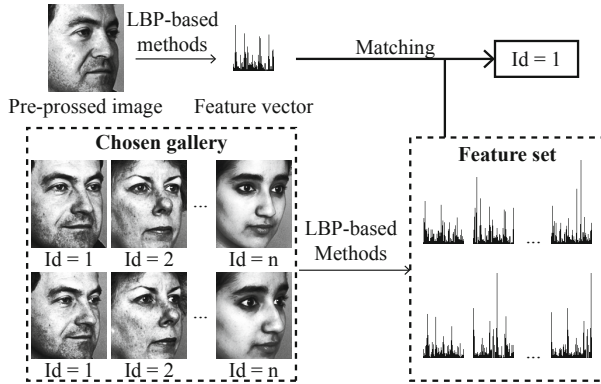 LBP-based
methods
Matching
Id = 1
Pre-prossed image
Feature vector
Chosen gallery
Id = 1
Id = 2
...
Id = n
Id = 1
Id = 2
...
Id = n
LBP-based
Methods
Feature set
...
...